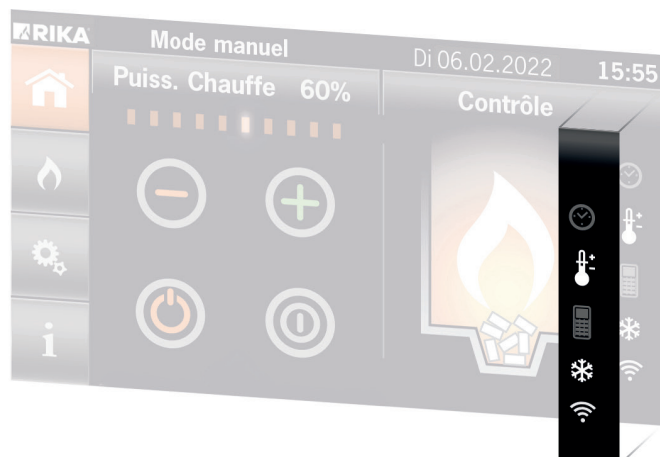 RIKA
Mode manuel
Di 06.02.2022
15:55
Puiss. Chauffe 60%
Contrôle
i